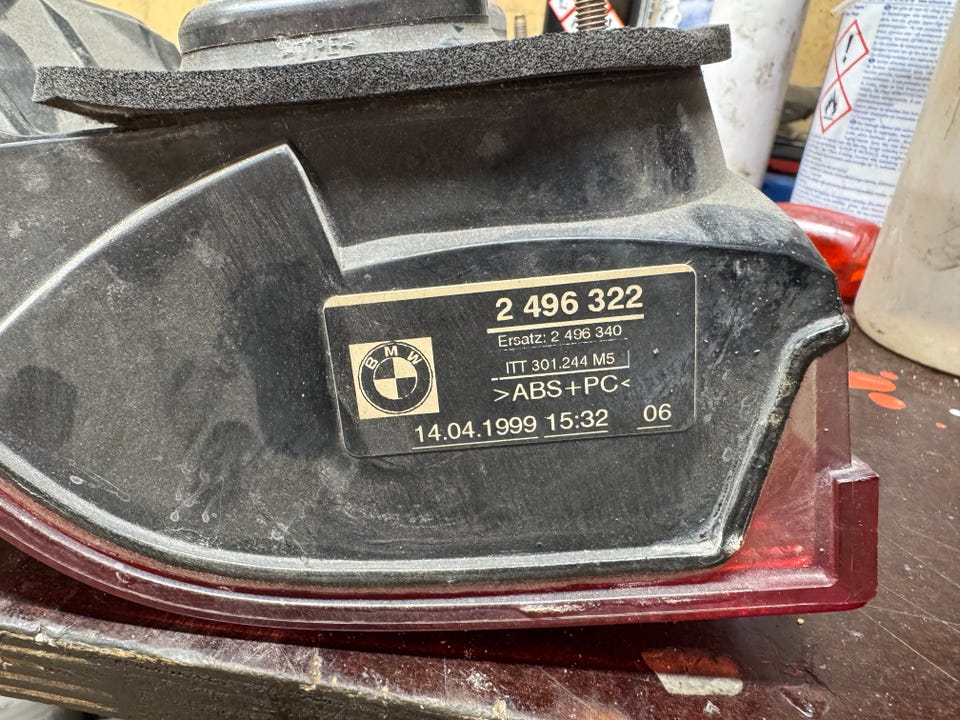 2 496 322
Ersatz: 2 496 340
BMW
ITT 301.244 M5
>ABS+PC<
14.04.1999 15:32 06